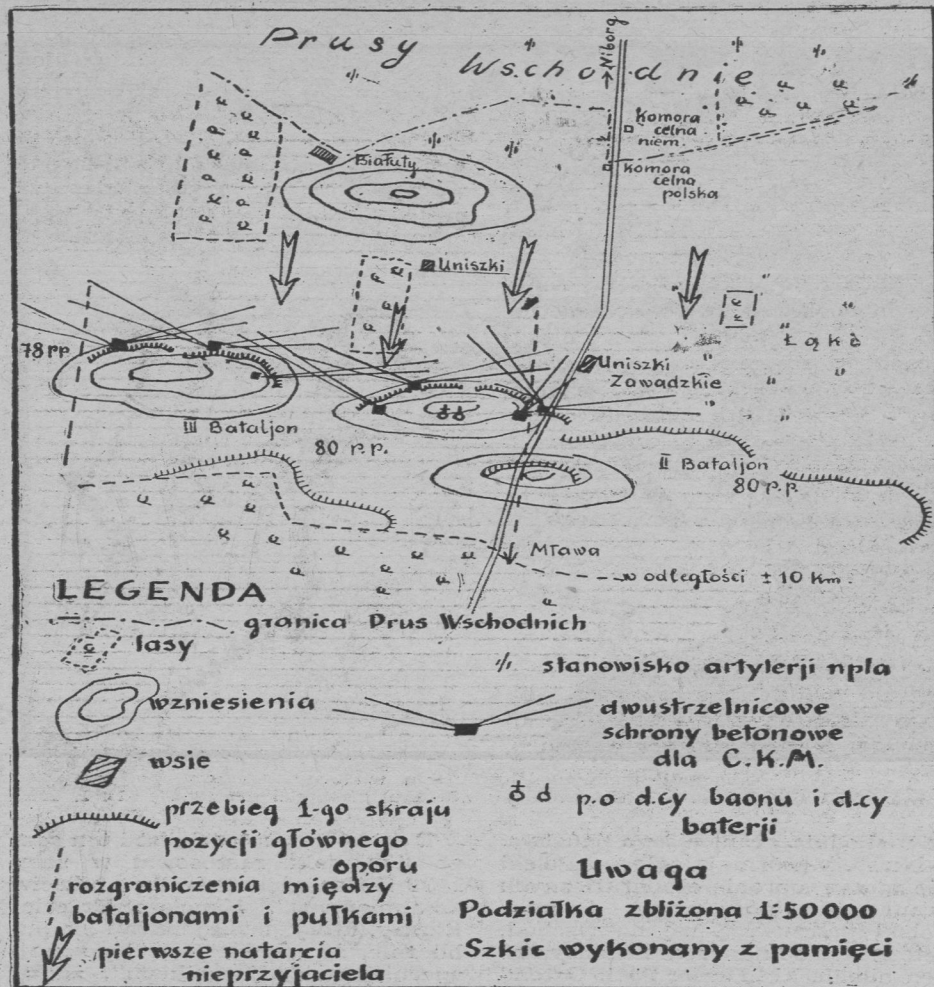 Prusy Wschodnie
→ Niborg
Komora
celna
niem.
Komora
celna
polska
Białuty
Uniszki
78 pp
Łąki
Uniszki
Zawadzkie
III Bataljon
80 p.p.
II Bataljon
80 p.p.
Mława
w odległości ± 10 km.
LEGENDA
granica Prus Wschodnich
lasy
wzniesienia
wsie
przebieg 1-go skraju
pozycji głównego
oporu
rozgraniczenia między
bataljonami i pułkami
pierwsze natarcia
nieprzyjaciela
stanowisko artylerji npla
dwustrzelnicowe
schrony betonowe
dla C.K.M.
p.o d.cy baonu i d.cy
baterji
Uwaga
Podziałka zbliżona 1:50000
Szkic wykonany z pamięci